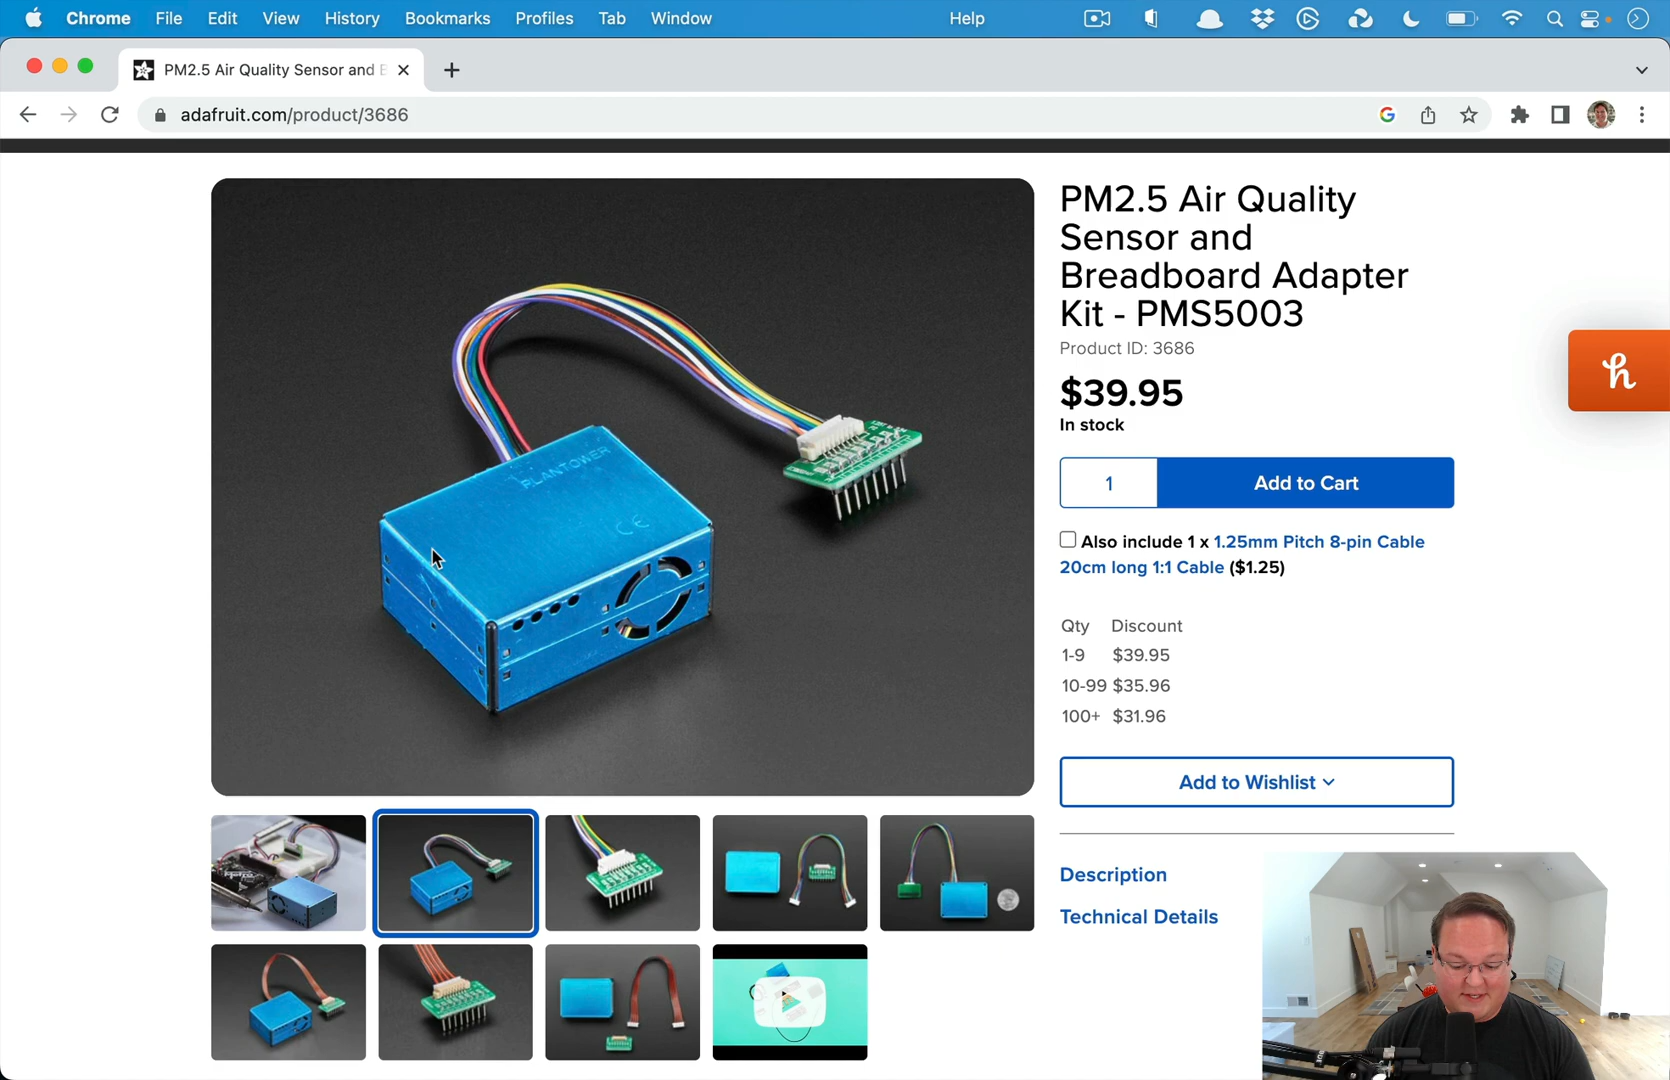 Chrome File Edit View History Bookmarks Profiles Tab Window Help
PM2.5 Air Quality Sensor and B
adafruit.com/product/3686
PLANTOWER
CE
PM2.5 Air Quality
Sensor and
Breadboard Adapter
Kit - PMS5003
Product ID: 3686
$39.95
In stock
1 Add to Cart
Also include 1 x 1.25mm Pitch 8-pin Cable
20cm long 1:1 Cable ($1.25)
Qty Discount
1-9 $39.95
10-99 $35.96
100+ $31.96
Add to Wishlist
Description
Technical Details